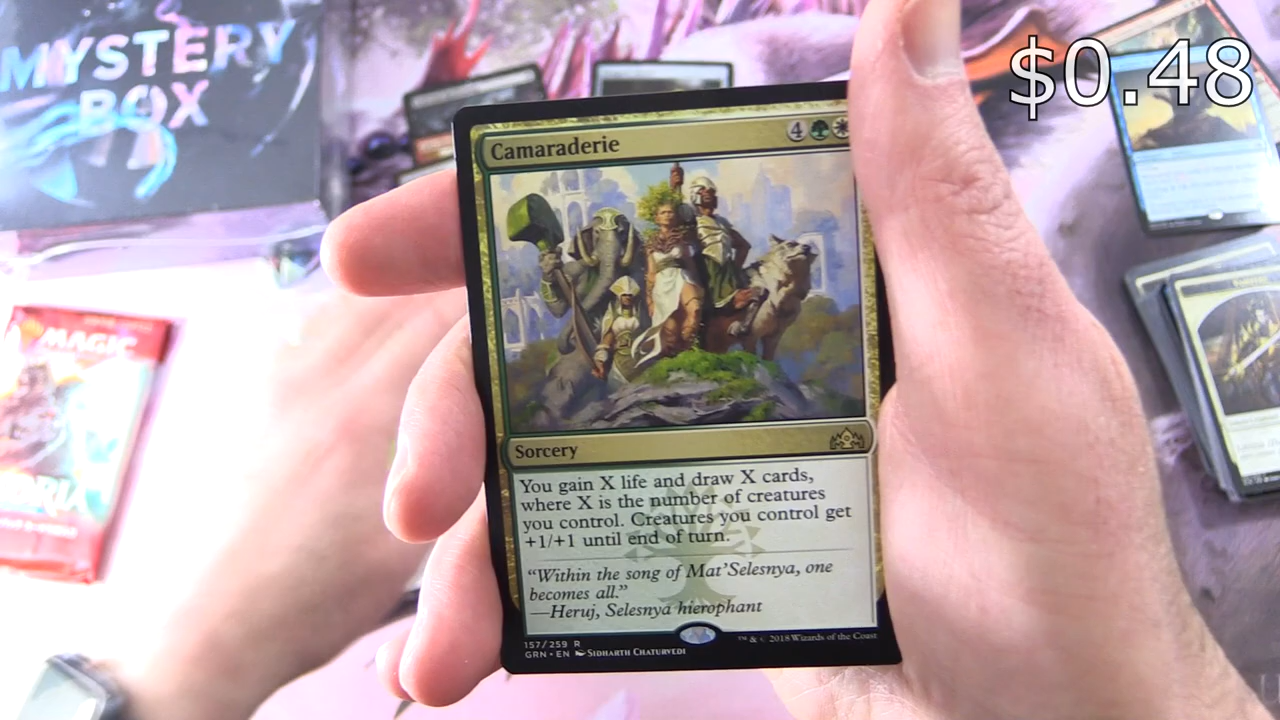 MYSTERY
BOX
$0.48
Camaraderie
4
MAGIC
Sorcery
You gain X life and draw X cards,
where X is the number of creatures
you control. Creatures you control get
+1/+1 until end of turn.
"Within the song of Mat'Selesnya, one
becomes all."
—Heruj, Selesnya hierophant
157/259 R
GRN • EN Sidharth Chaturvedi
™ & © 2018 Wizards of the Coast